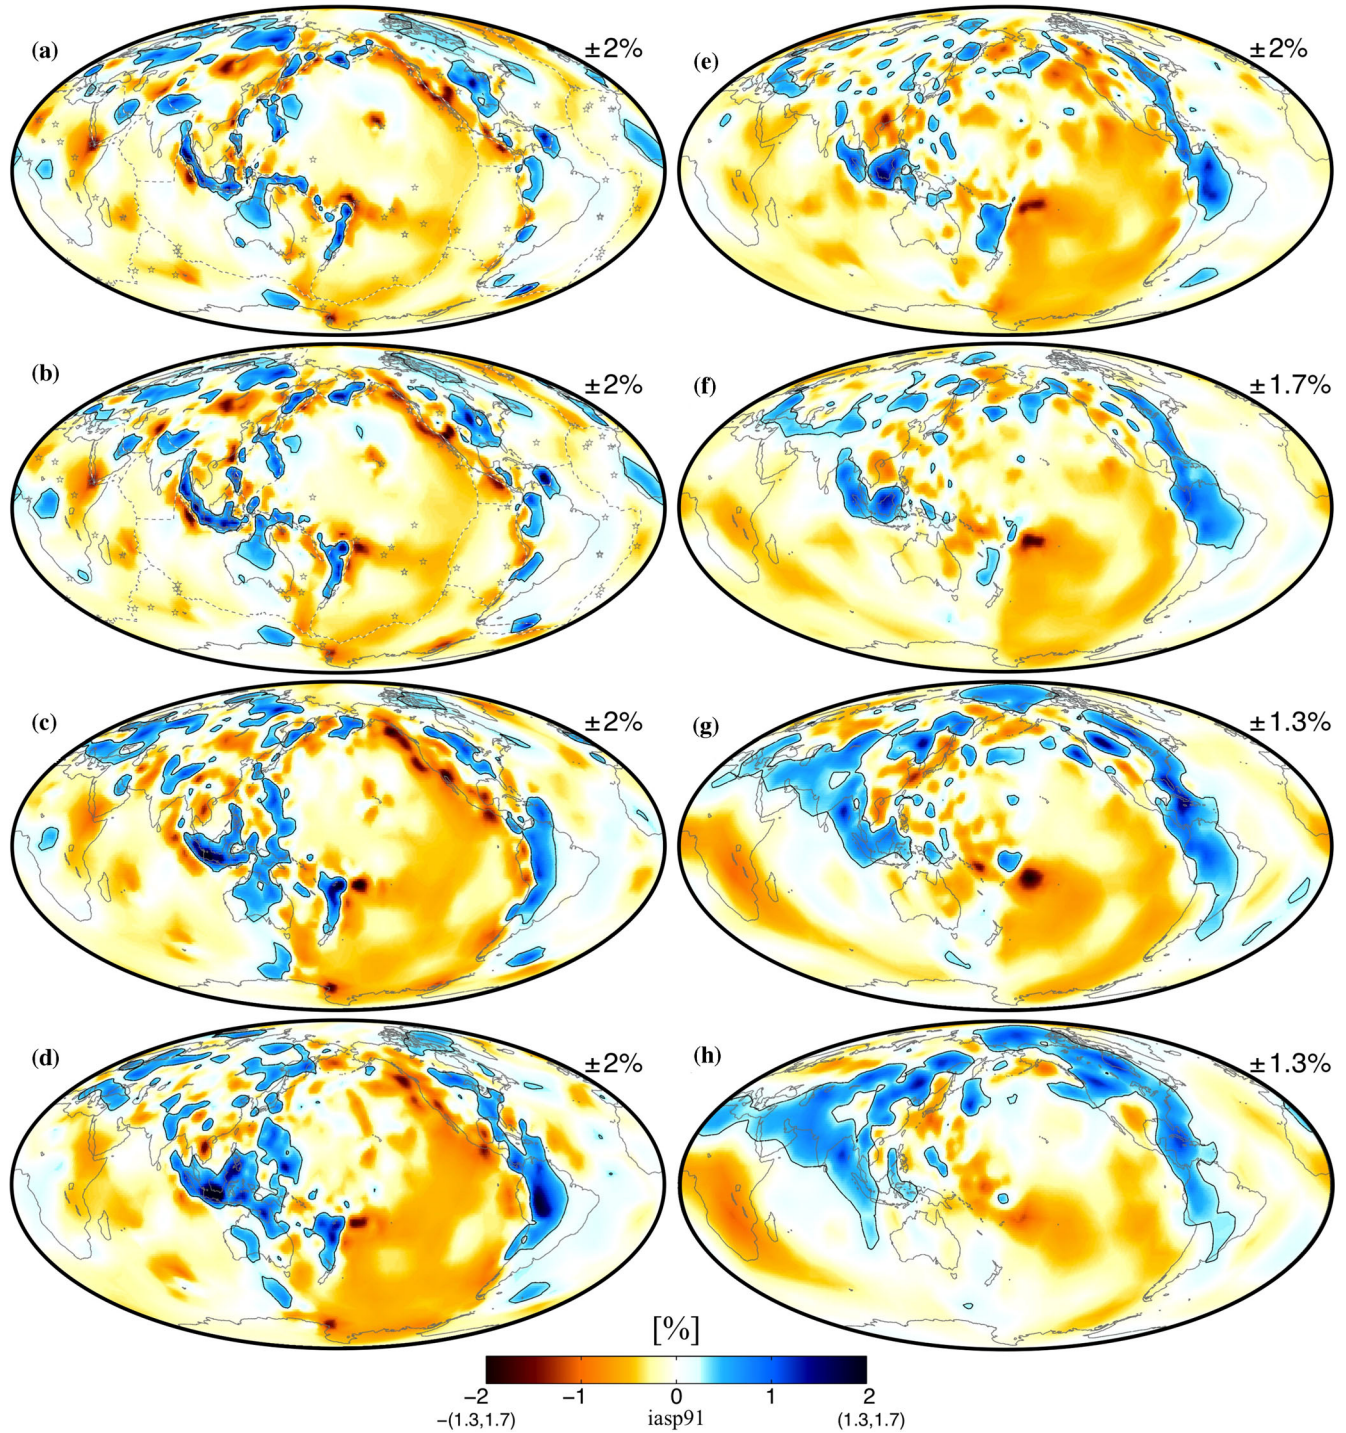 (a)
±2%
(e)
±2%
(b)
±2%
(f)
±1.7%
(c)
±2%
(g)
±1.3%
(d)
±2%
(h)
±1.3%
[%]
−2
−1
0
1
2
−(1.3,1.7)
iasp91
(1.3,1.7)